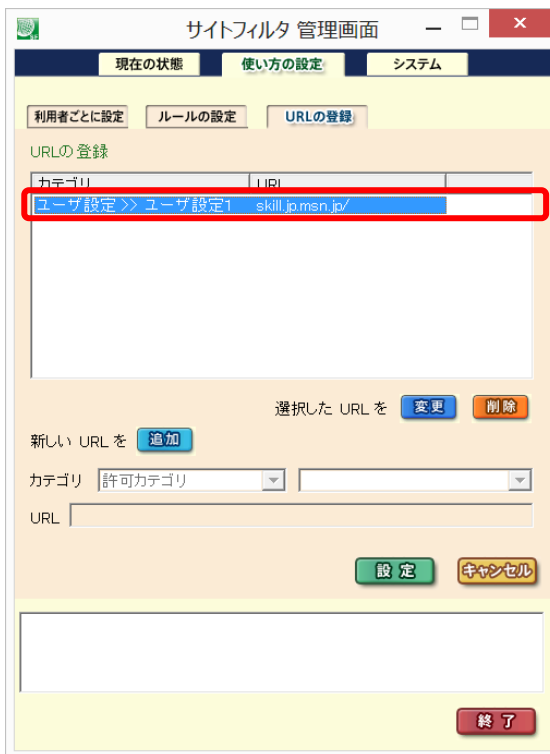 サイトフィルタ 管理画面
現在の状態 使い方の設定 システム
利用者ごとに設定 ルールの設定 URLの登録
URLの登録
カテゴリ URL
ユーザ設定 >> ユーザ設定1 skill.jp.msn.jp/
選択した URL を 変更 削除
新しい URL を 追加
カテゴリ 許可カテゴリ
URL
設定 キャンセル
終了